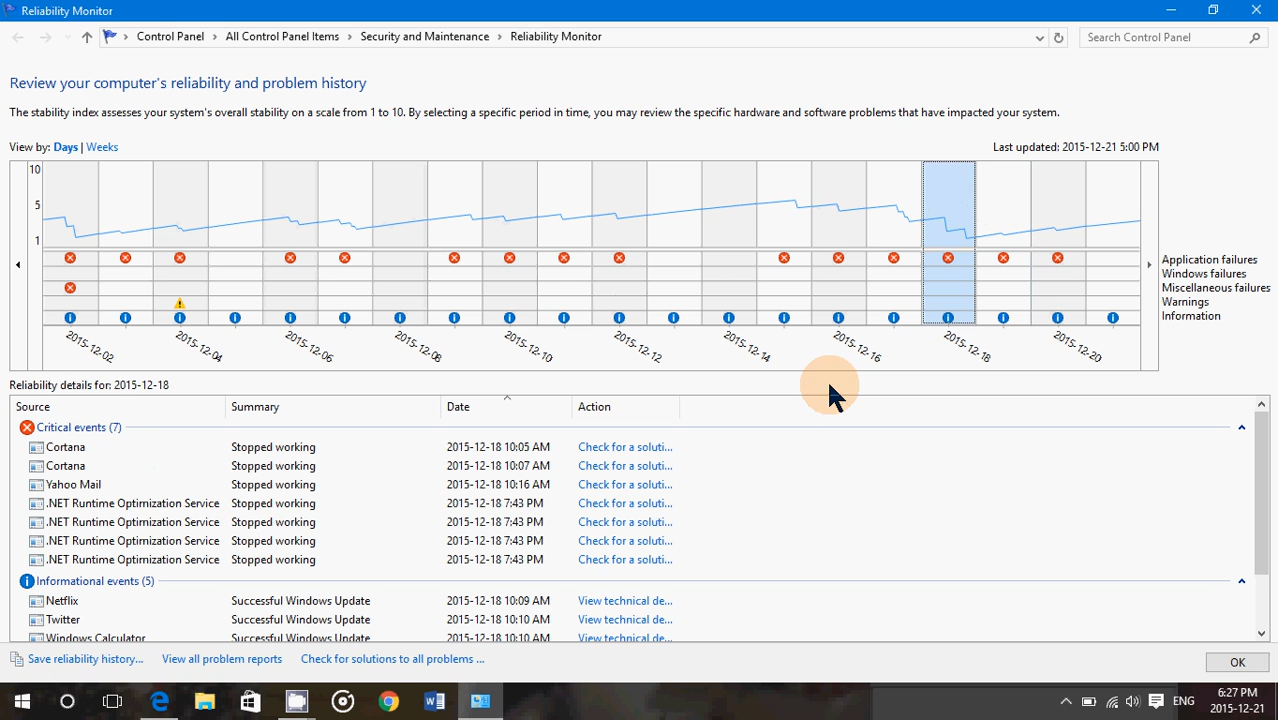 Reliability Monitor
Control Panel > All Control Panel Items > Security and Maintenance > Reliability Monitor
Search Control Panel
Review your computer's reliability and problem history
The stability index assesses your system's overall stability on a scale from 1 to 10. By selecting a specific period in time, you may review the specific hardware and software problems that have impacted your system.
View by: Days | Weeks
Last updated: 2015-12-21 5:00 PM
10
5
1
Application failures
Windows failures
Miscellaneous failures
Warnings
Information
2015-12-02
2015-12-04
2015-12-06
2015-12-08
2015-12-10
2015-12-12
2015-12-14
2015-12-16
2015-12-18
2015-12-20
Reliability details for: 2015-12-18
Source Summary Date Action
Critical events (7)
Cortana Stopped working 2015-12-18 10:05 AM Check for a soluti...
Cortana Stopped working 2015-12-18 10:07 AM Check for a soluti...
Yahoo Mail Stopped working 2015-12-18 10:16 AM Check for a soluti...
.NET Runtime Optimization Service Stopped working 2015-12-18 7:43 PM Check for a soluti...
.NET Runtime Optimization Service Stopped working 2015-12-18 7:43 PM Check for a soluti...
.NET Runtime Optimization Service Stopped working 2015-12-18 7:43 PM Check for a soluti...
.NET Runtime Optimization Service Stopped working 2015-12-18 7:43 PM Check for a soluti...
Informational events (5)
Netflix Successful Windows Update 2015-12-18 10:09 AM View technical de...
Twitter Successful Windows Update 2015-12-18 10:10 AM View technical de...
Windows Calculator Successful Windows Update 2015-12-18 10:10 AM View technical de...
Save reliability history... View all problem reports Check for solutions to all problems ...
OK
ENG
6:27 PM
2015-12-21